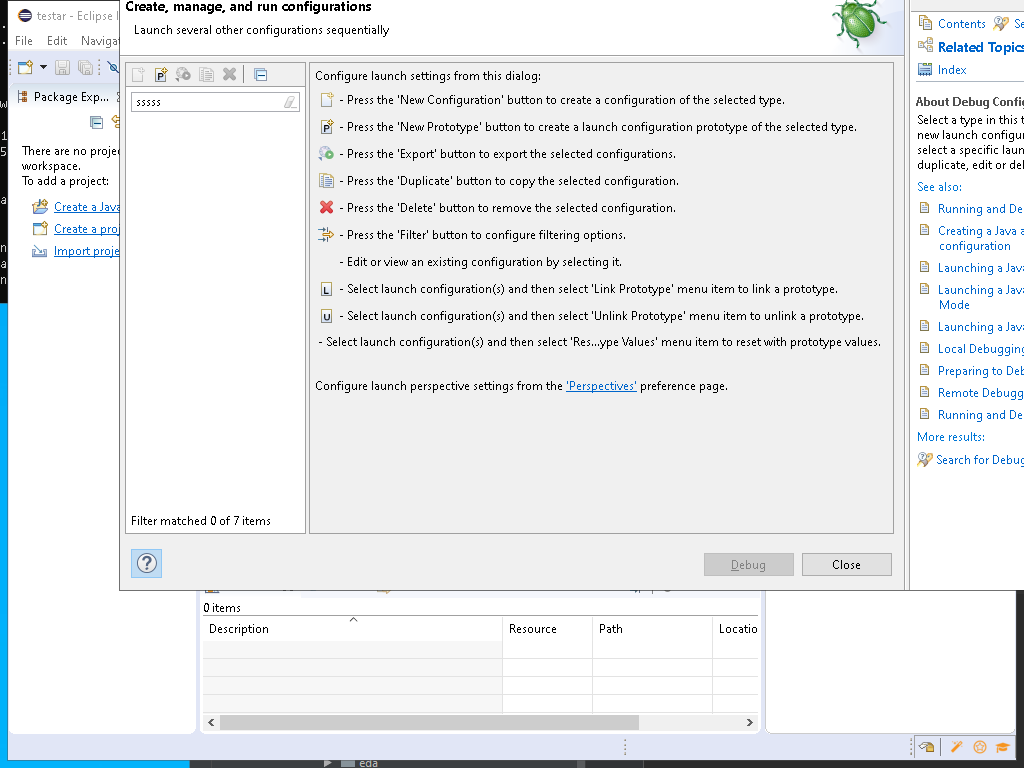 Create, manage, and run configurations
Launch several other configurations sequentially
testar - Eclipse
File Edit Naviga
Package Exp...
There are no proje
workspace.
To add a project:
Create a Java
Create a pro
Import proje
sssss
Filter matched 0 of 7 items
Configure launch settings from this dialog:
- Press the 'New Configuration' button to create a configuration of the selected type.
- Press the 'New Prototype' button to create a launch configuration prototype of the selected type.
- Press the 'Export' button to export the selected configurations.
- Press the 'Duplicate' button to copy the selected configuration.
- Press the 'Delete' button to remove the selected configuration.
- Press the 'Filter' button to configure filtering options.
- Edit or view an existing configuration by selecting it.
L - Select launch configuration(s) and then select 'Link Prototype' menu item to link a prototype.
U - Select launch configuration(s) and then select 'Unlink Prototype' menu item to unlink a prototype.
- Select launch configuration(s) and then select 'Res...ype Values' menu item to reset with prototype values.
Configure launch perspective settings from the 'Perspectives' preference page.
Debug
Close
Contents Se
Related Topics
Index
About Debug Config
Select a type in this t
new launch configur
select a specific laun
duplicate, edit or del
See also:
Running and De
Creating a Java a
configuration
Launching a Java
Launching a Java
Mode
Launching a Java
Local Debugging
Preparing to Deb
Remote Debugg
Running and De
More results:
Search for Debug
0 items
Description Resource Path Locatio
eda